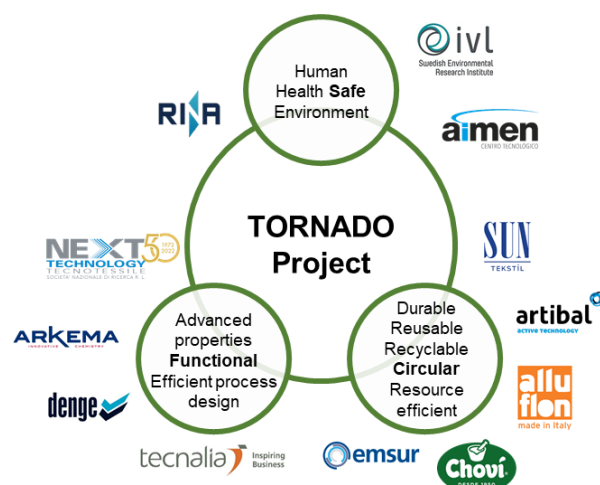 ivl
Swedish Environmental
Research Institute
Human
Health Safe
Environment
RINA
aimen
CENTRO TECNOLÓGICO
TORNADO
Project
NEXT
TECHNOLOGY
TECNOTESSILE
SOCIETA' NAZIONALE DI RICERCA R. L.
50
1972
2022
SUN
TEKSTİL
ARKEMA
INNOVATIVE CHEMISTRY
Advanced
properties
Functional
Efficient process
design
Durable
Reusable
Recyclable
Circular
Resource
efficient
artibal
ACTIVE TECHNOLOGY
denge
allu
flon
made in Italy
tecnalia
Inspiring
Business
emsur
Choví
DESDE 1950